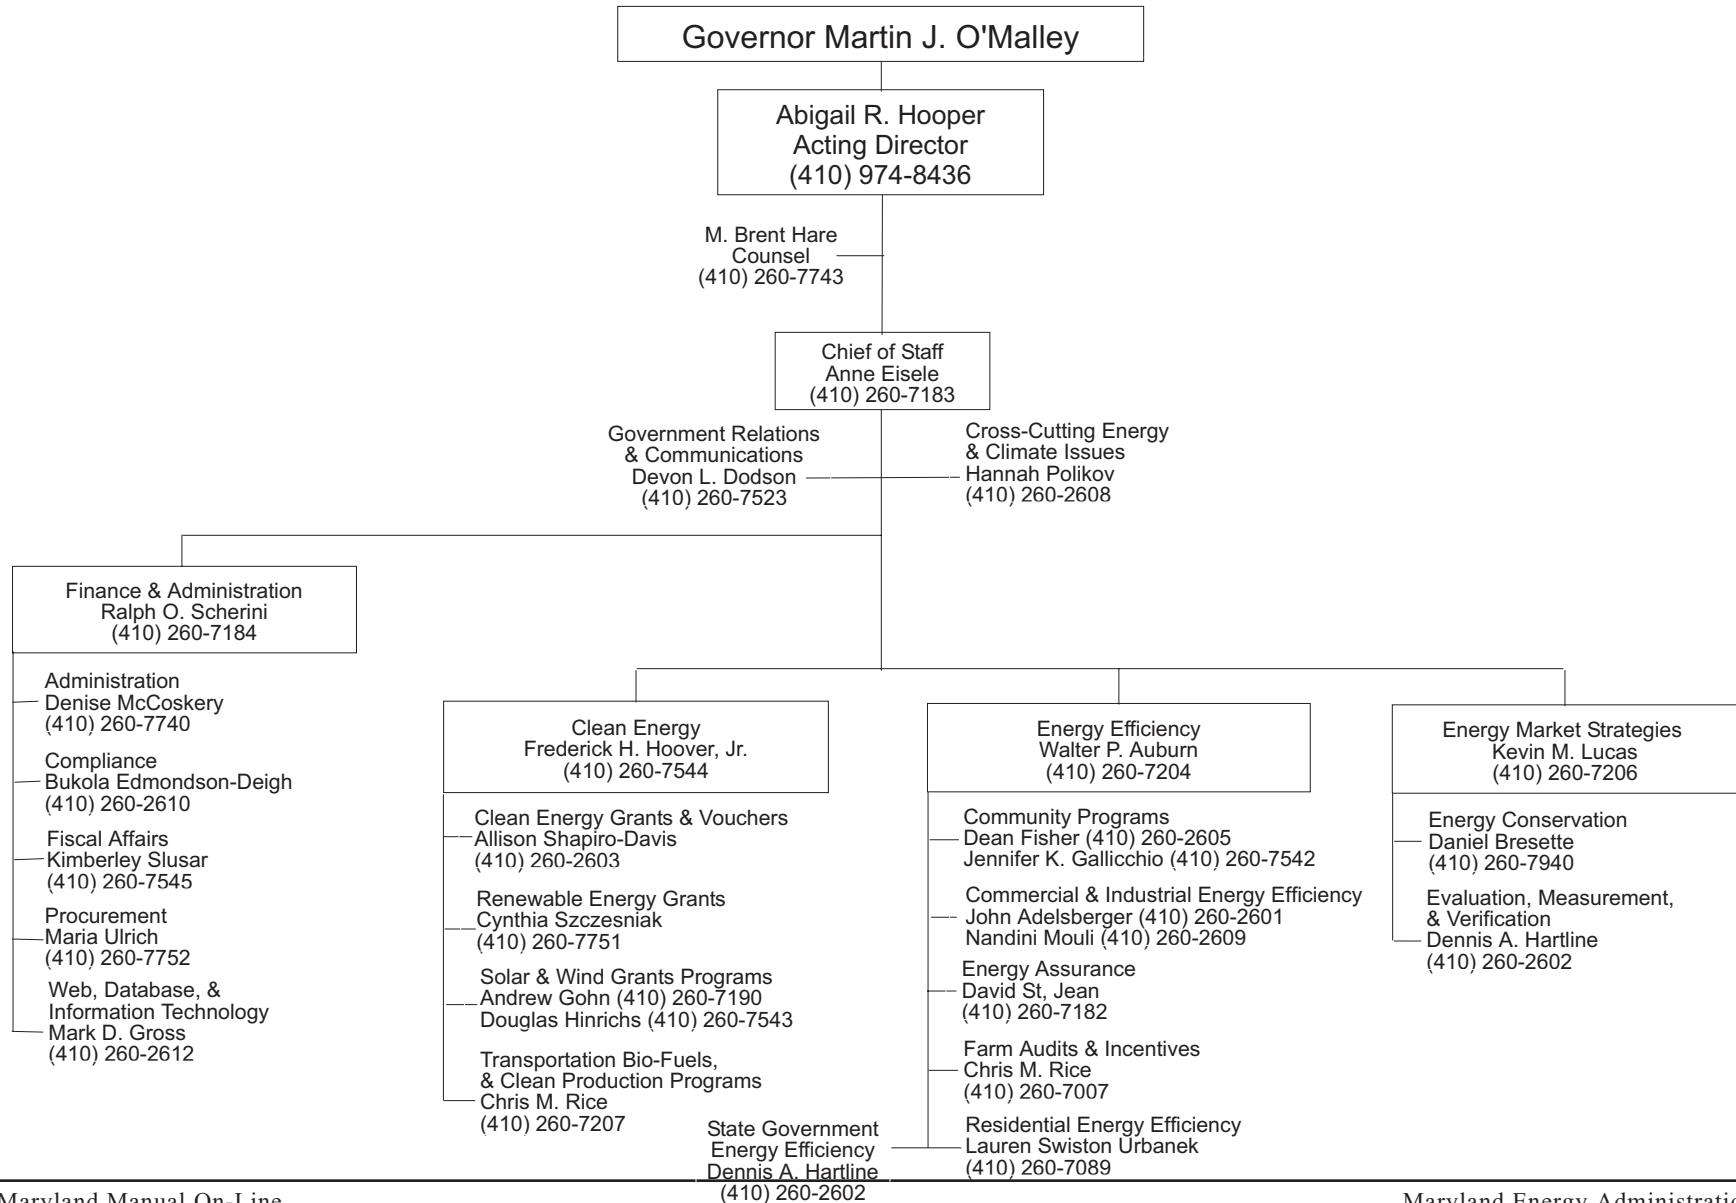 Governor Martin J. O'Malley
Abigail R. Hooper
Acting Director
(410) 974-8436
M. Brent Hare
Counsel
(410) 260-7743
Chief of Staff
Anne Eisele
(410) 260-7183
Government Relations
& Communications
Devon L. Dodson
(410) 260-7523
Cross-Cutting Energy
& Climate Issues
Hannah Polikov
(410) 260-2608
Finance & Administration
Ralph O. Scherini
(410) 260-7184
Administration
Denise McCoskery
(410) 260-7740
Compliance
Bukola Edmondson-Deigh
(410) 260-2610
Fiscal Affairs
Kimberley Slusar
(410) 260-7545
Procurement
Maria Ulrich
(410) 260-7752
Web, Database, &
Information Technology
Mark D. Gross
(410) 260-2612
Clean Energy
Frederick H. Hoover, Jr.
(410) 260-7544
Clean Energy Grants & Vouchers
Allison Shapiro-Davis
(410) 260-2603
Renewable Energy Grants
Cynthia Szczesniak
(410) 260-7751
Solar & Wind Grants Programs
Andrew Gohn (410) 260-7190
Douglas Hinrichs (410) 260-7543
Transportation Bio-Fuels,
& Clean Production Programs
Chris M. Rice
(410) 260-7207
Energy Efficiency
Walter P. Auburn
(410) 260-7204
Community Programs
Dean Fisher (410) 260-2605
Jennifer K. Gallicchio (410) 260-7542
Commercial & Industrial Energy Efficiency
John Adelsberger (410) 260-2601
Nandini Mouli (410) 260-2609
Energy Assurance
David St, Jean
(410) 260-7182
Farm Audits & Incentives
Chris M. Rice
(410) 260-7007
State Government
Energy Efficiency
Dennis A. Hartline
(410) 260-2602
Residential Energy Efficiency
Lauren Swiston Urbanek
(410) 260-7089
Energy Market Strategies
Kevin M. Lucas
(410) 260-7206
Energy Conservation
Daniel Bresette
(410) 260-7940
Evaluation, Measurement,
& Verification
Dennis A. Hartline
(410) 260-2602
Maryland Manual On-Line
Maryland Energy Administratio